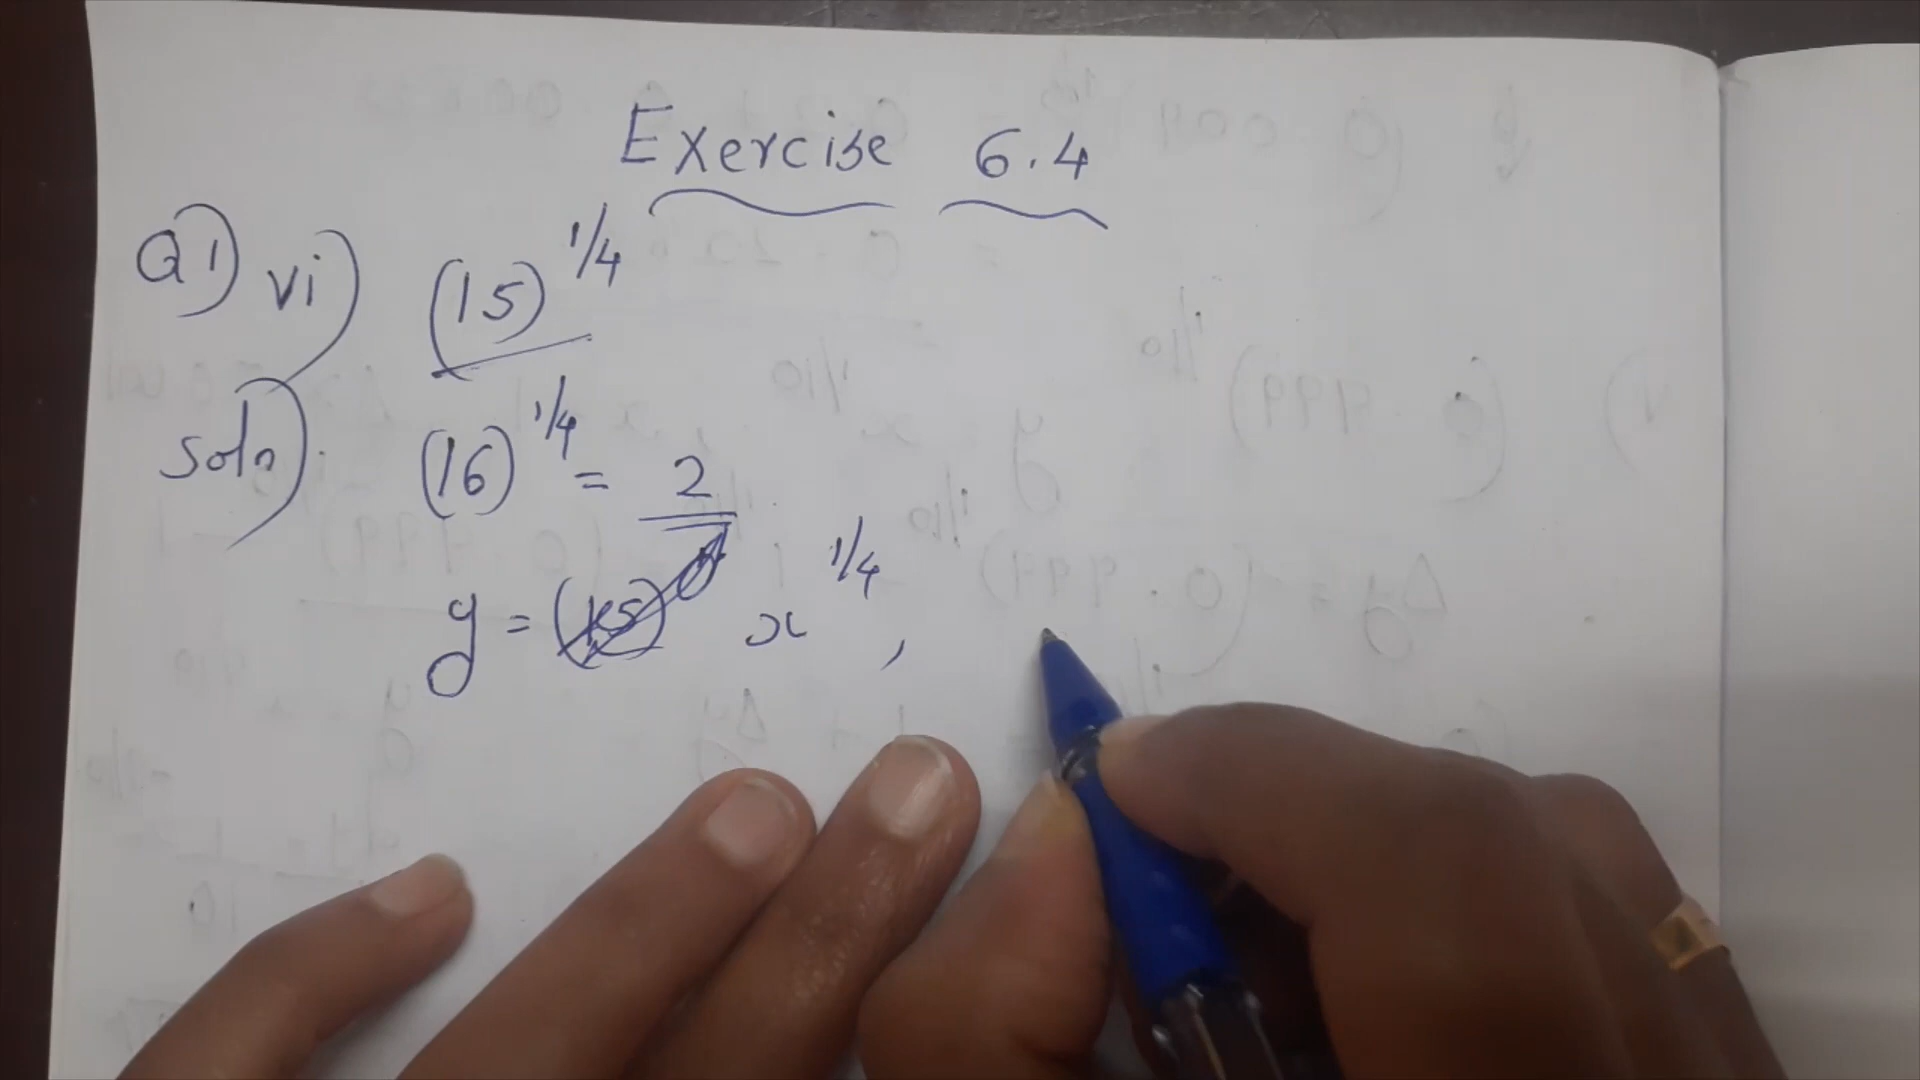 Exercise 6.4
Q1) vi) (15)^1/4
Soln). (16)^1/4 = 2
y = x^1/4 ,